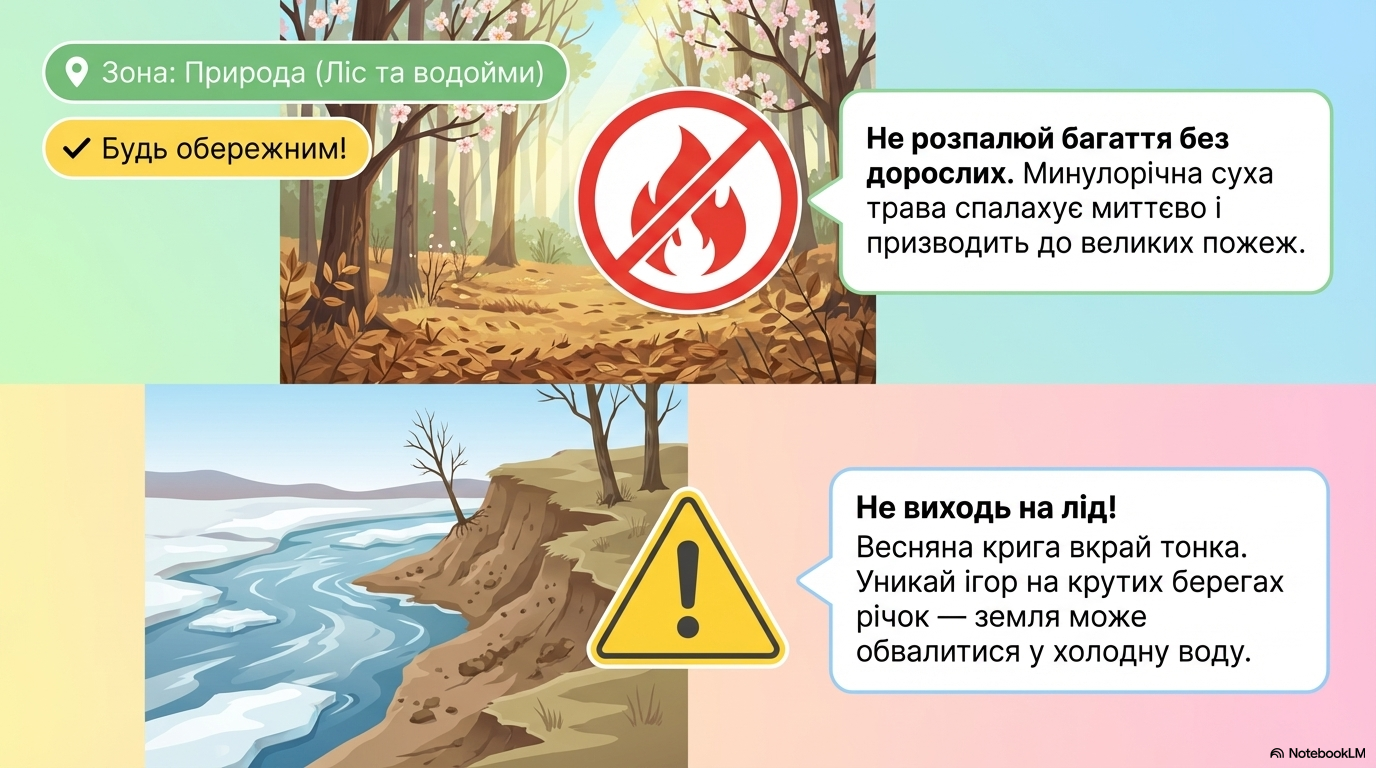 Зона: Природа (Ліс та водойми)
Будь обережним!
Не розпалюй багаття без
дорослих. Минулорічна суха
трава спалахує миттєво і
призводить до великих пожеж.
Не виходь на лід!
Весняна крига вкрай тонка.
Уникай ігор на крутих берегах
річок — земля може
обвалитися у холодну воду.
NotebookLM